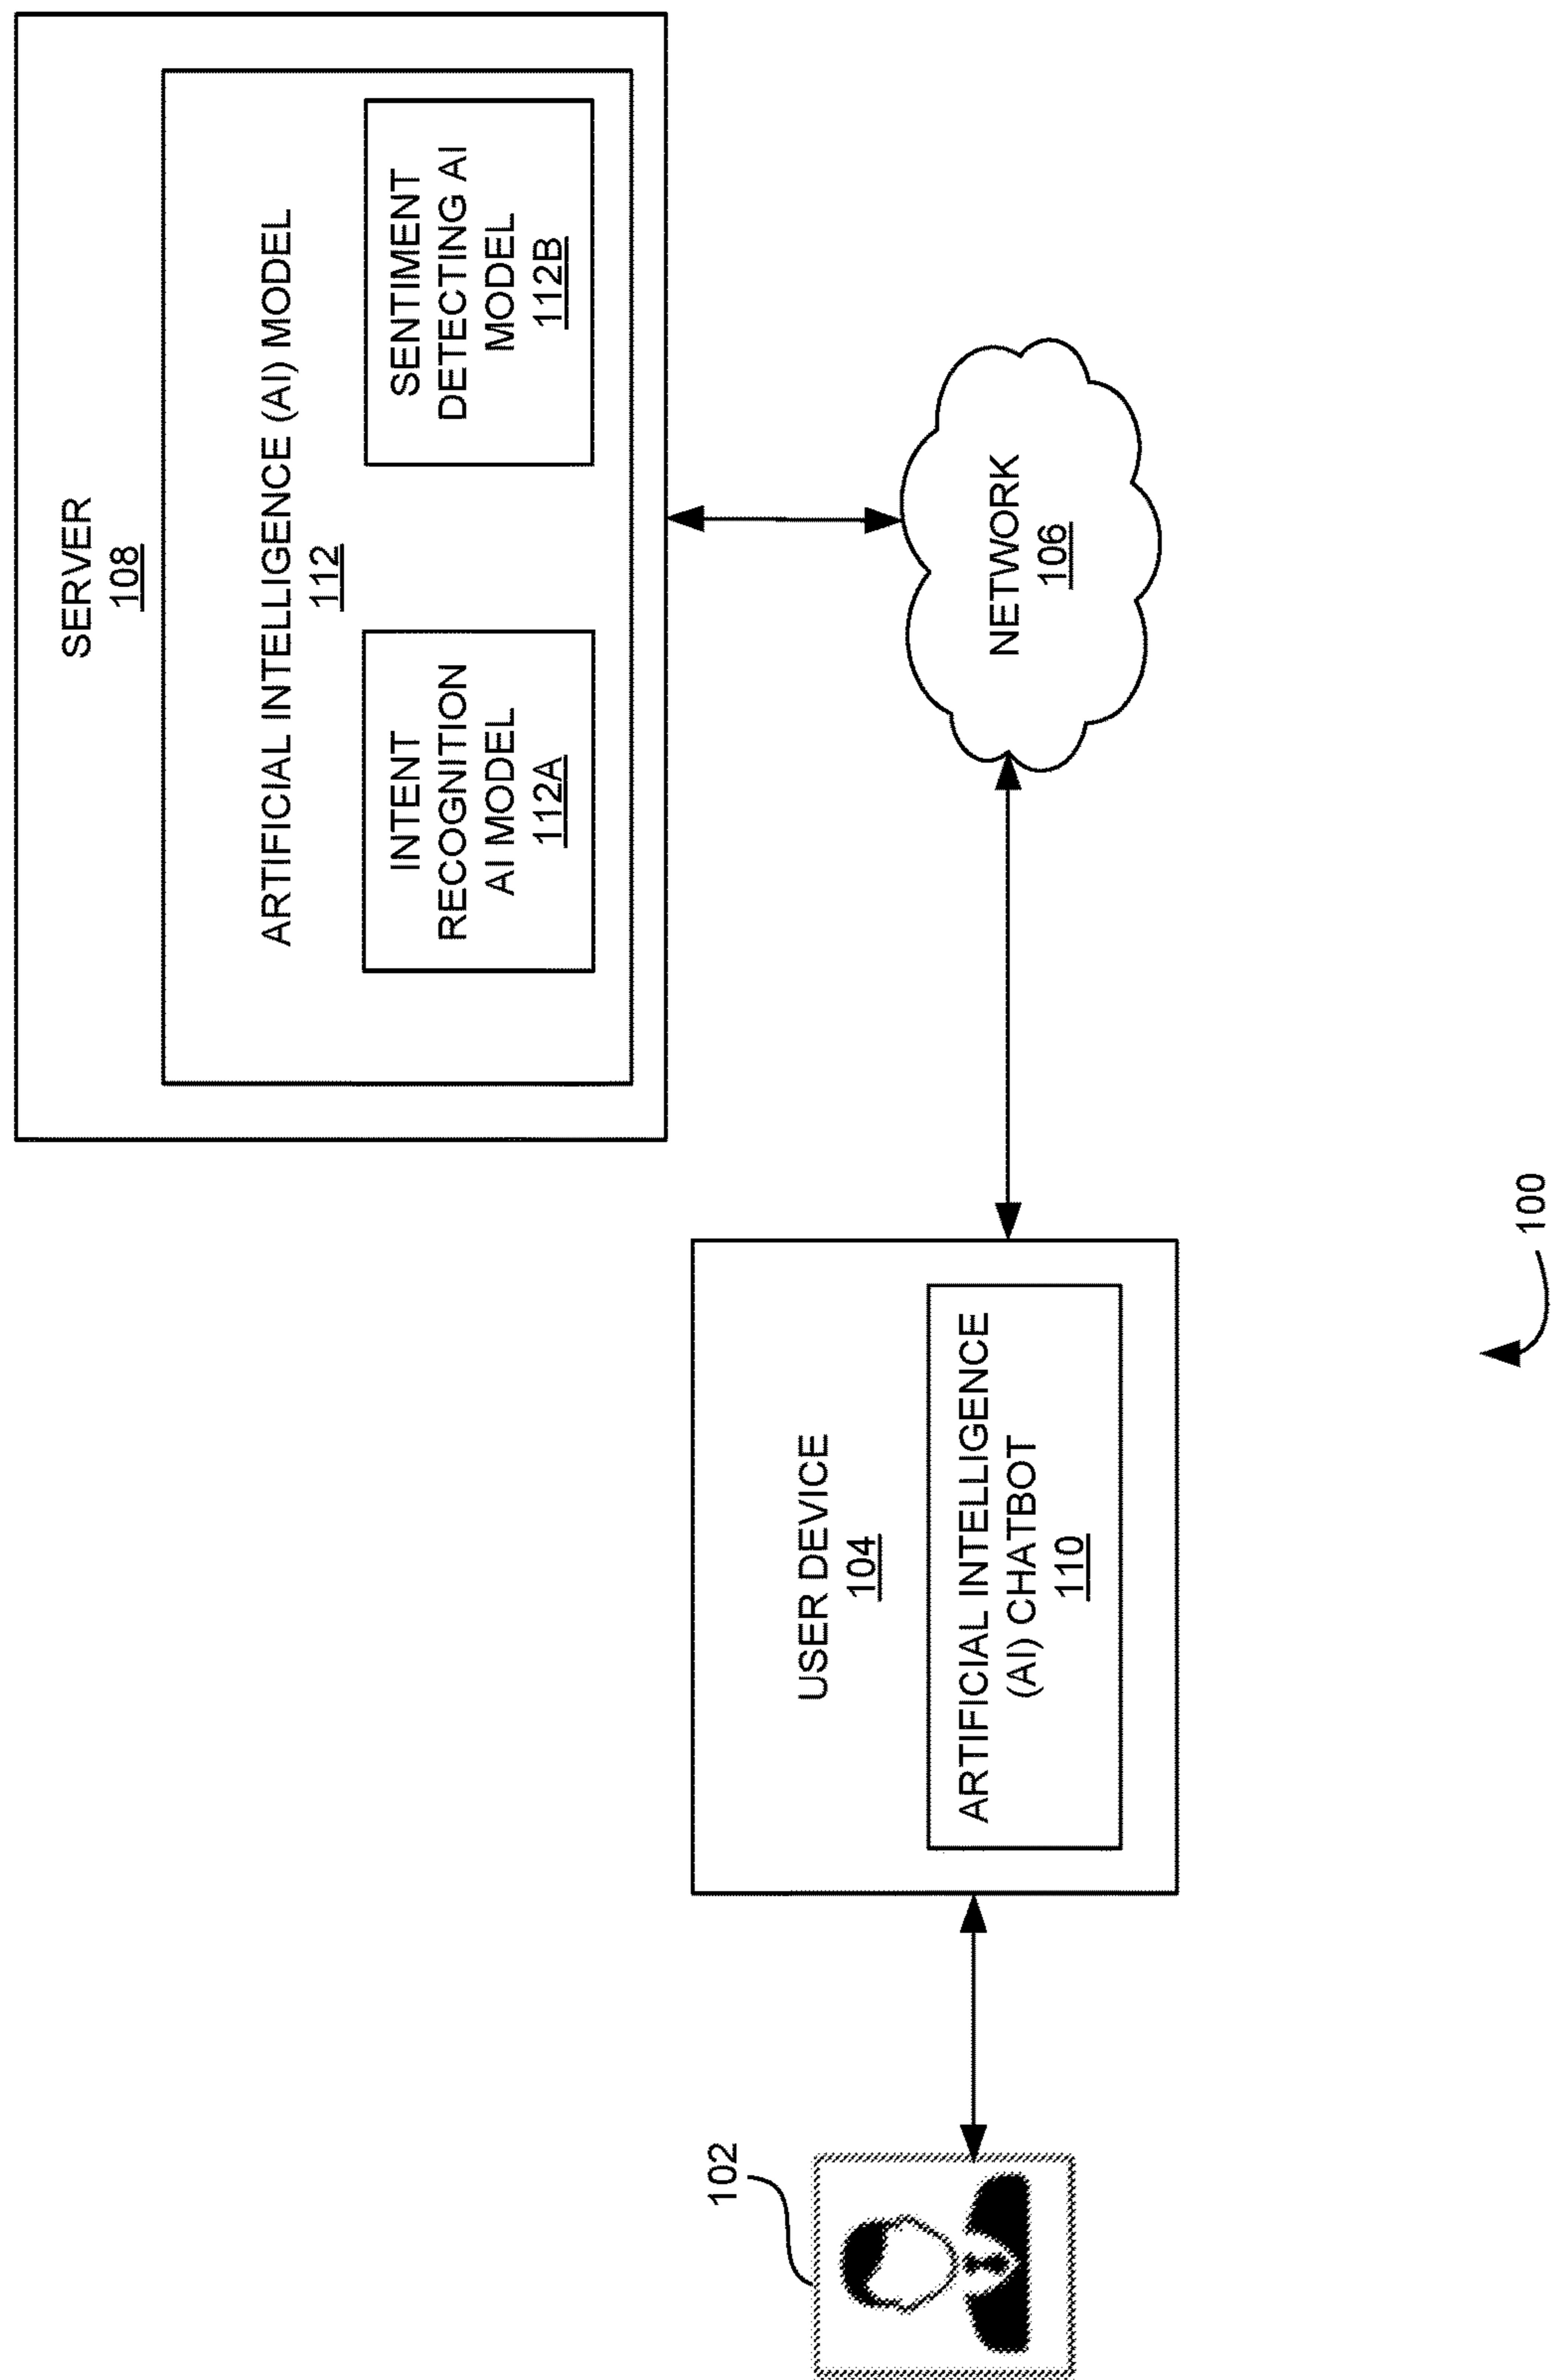 SERVER
108
ARTIFICIAL INTELLIGENCE (AI) MODEL
112
INTENT
RECOGNITION
AI MODEL
112A
SENTIMENT
DETECTING AI
MODEL
112B
102
USER DEVICE
104
ARTIFICIAL INTELLIGENCE
(AI) CHATBOT
110
NETWORK
106
100